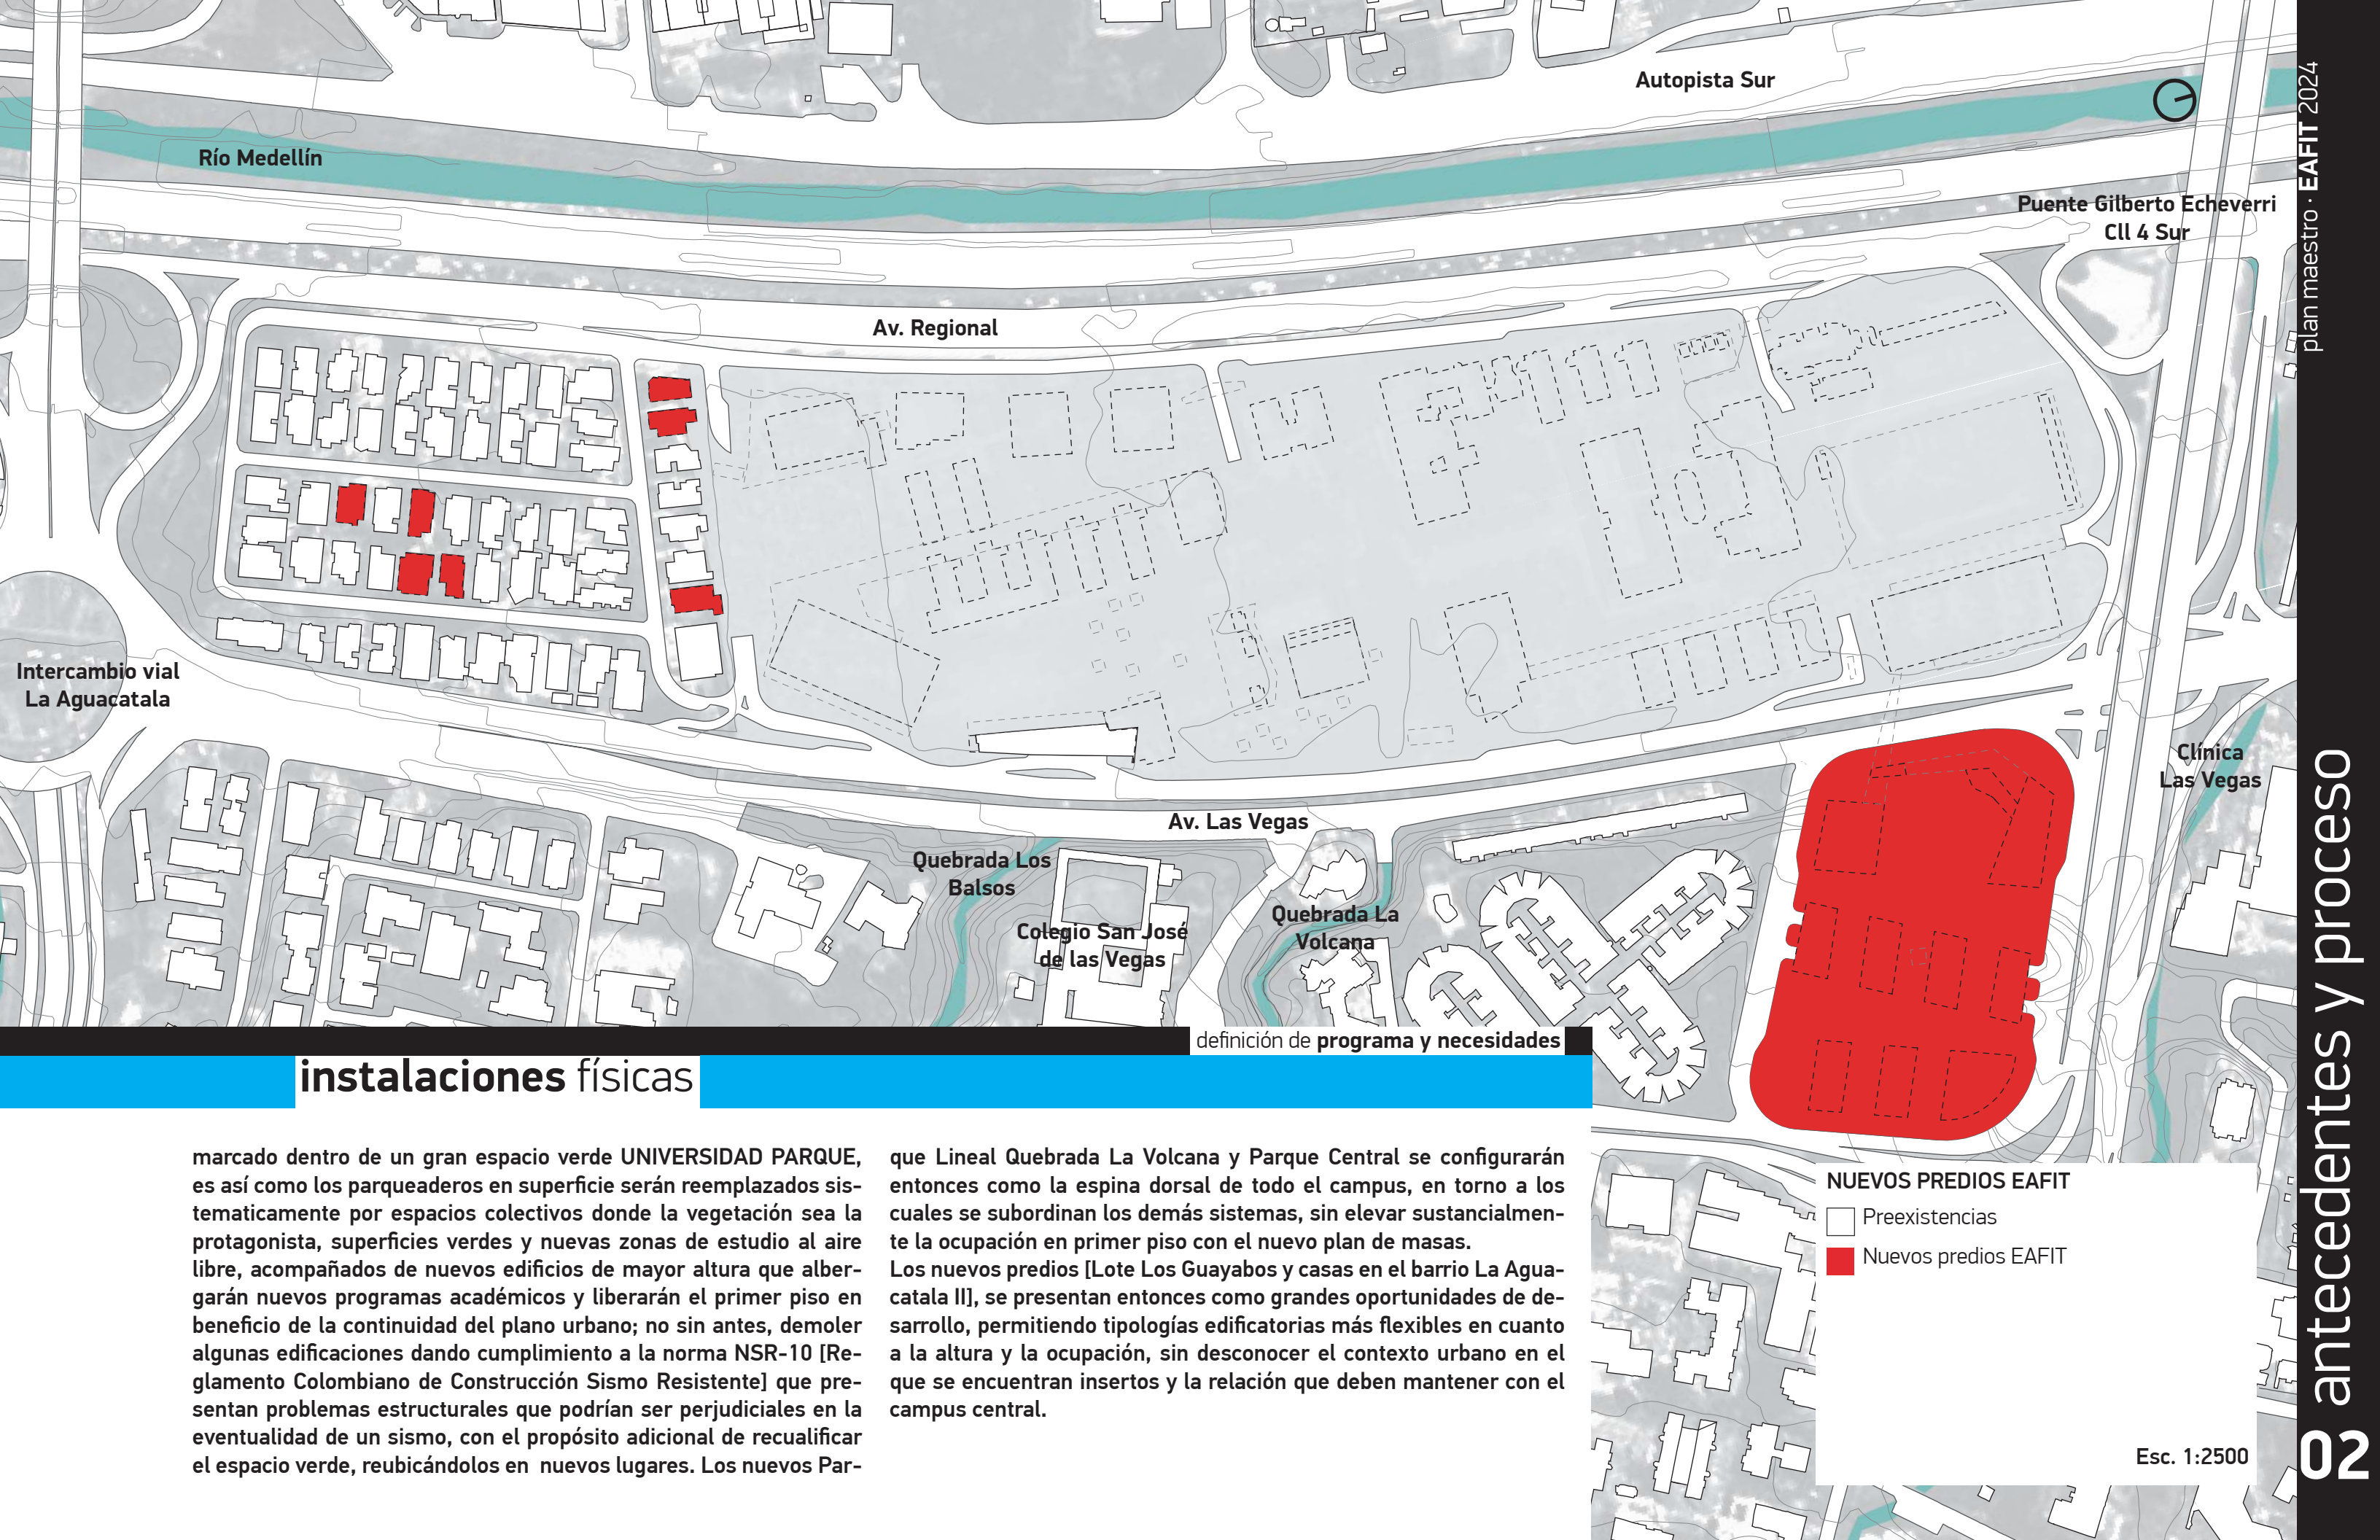 Autopista Sur
Río Medellín
Puente Gilberto Echeverri
Cll 4 Sur
Av. Regional
Intercambio vial
La Aguacatala
Clínica
Las Vegas
Av. Las Vegas
Quebrada Los
Balsos
Colegio San José
de las Vegas
Quebrada La
Volcana
definición de programa y necesidades
instalaciones físicas
marcado dentro de un gran espacio verde UNIVERSIDAD PARQUE,
es así como los parqueaderos en superficie serán reemplazados sis-
tematicamente por espacios colectivos donde la vegetación sea la
protagonista, superficies verdes y nuevas zonas de estudio al aire
libre, acompañados de nuevos edificios de mayor altura que alber-
garán nuevos programas académicos y liberarán el primer piso en
beneficio de la continuidad del plano urbano; no sin antes, demoler
algunas edificaciones dando cumplimiento a la norma NSR-10 [Re-
glamento Colombiano de Construcción Sismo Resistente] que pre-
sentan problemas estructurales que podrían ser perjudiciales en la
eventualidad de un sismo, con el propósito adicional de recualificar
el espacio verde, reubicándolos en  nuevos lugares. Los nuevos Par-
que Lineal Quebrada La Volcana y Parque Central se configurarán
entonces como la espina dorsal de todo el campus, en torno a los
cuales se subordinan los demás sistemas, sin elevar sustancialmen-
te la ocupación en primer piso con el nuevo plan de masas.
Los nuevos predios [Lote Los Guayabos y casas en el barrio La Agua-
catala II], se presentan entonces como grandes oportunidades de de-
sarrollo, permitiendo tipologías edificatorias más flexibles en cuanto
a la altura y la ocupación, sin desconocer el contexto urbano en el
que se encuentran insertos y la relación que deben mantener con el
campus central.
NUEVOS PREDIOS EAFIT
Preexistencias
Nuevos predios EAFIT
Esc. 1:2500
plan maestro · EAFIT 2024
antecedentes y proceso
02